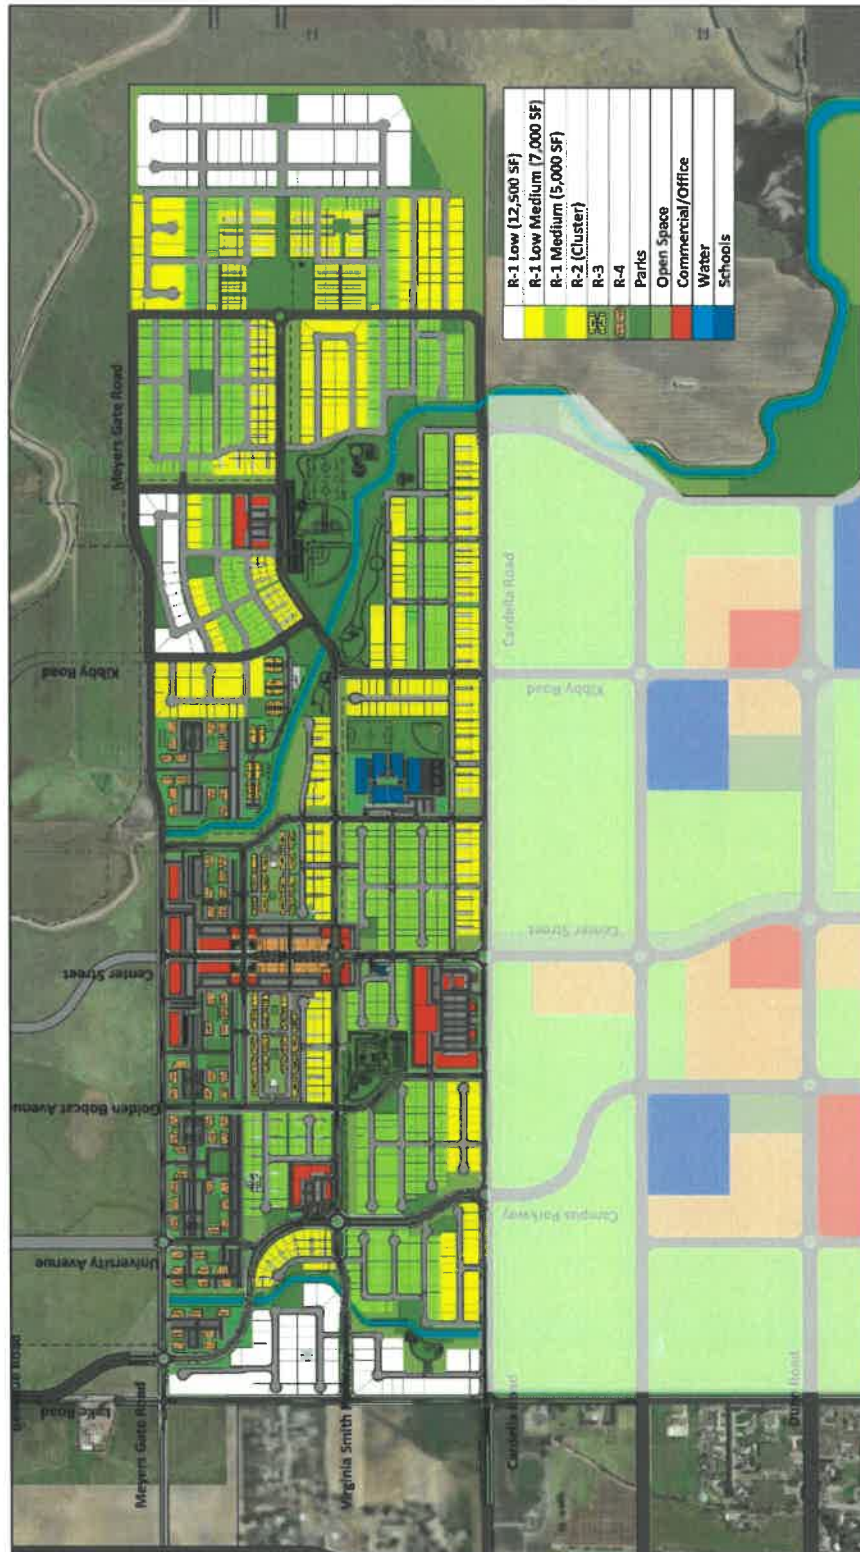 Meyers Gate Road
Kibby Road
Center Street
Golden Bobcat Avenue
University Avenue
Lake Road
Meyers Gate Road
Virginia Smith
Cardella Road
Kibby Road
Center Street
Campus Parkway
Cardella Road
Road
R-1 Low (12,500 SF)
R-1 Low Medium (7,000 SF)
R-1 Medium (5,000 SF)
R-2 (Cluster)
R-3
R-4
Parks
Open Space
Commercial/Office
Water
Schools